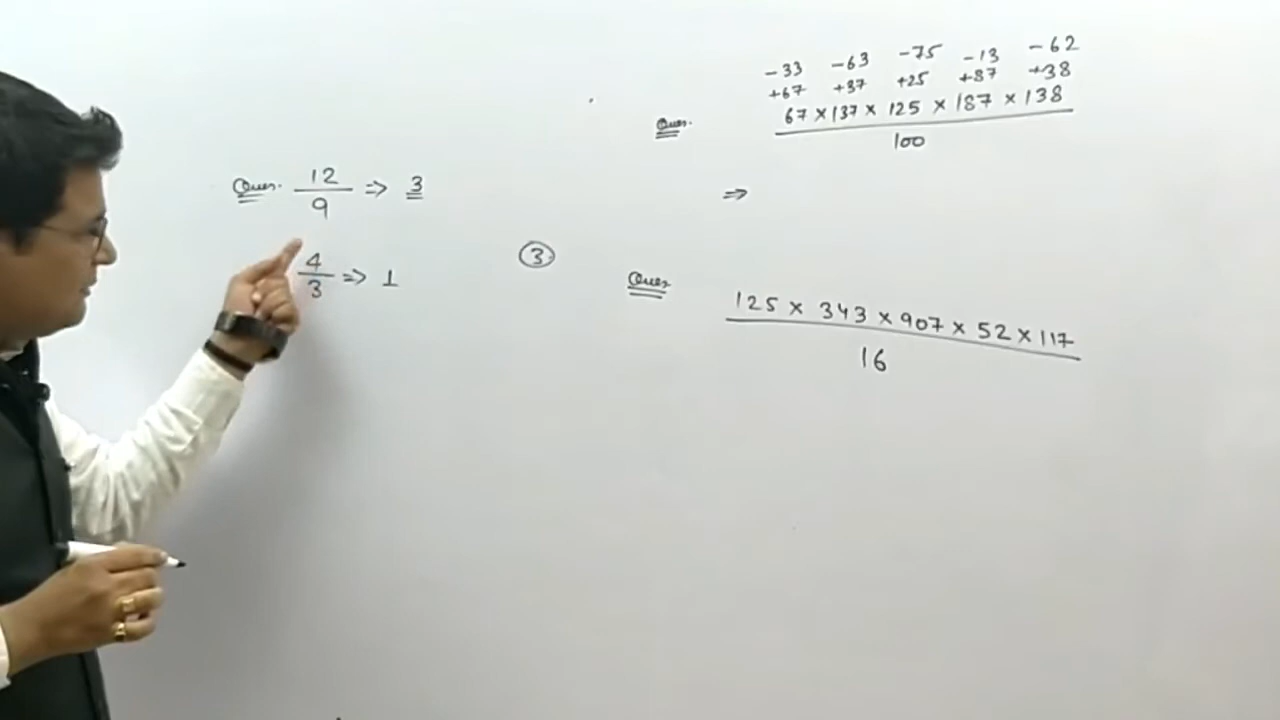 Ques. 12/9 => 3
4/3 => 1
③
-33 -63 -75 -13 -62
+67 +37 +25 +87 +38
Ques. 67 × 137 × 125 × 187 × 138
100
=>
Ques 125 × 343 × 907 × 52 × 117
16